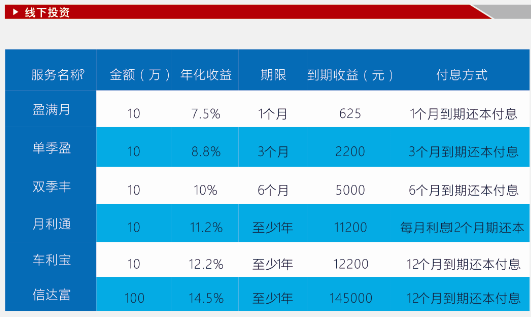 线下投资
服务名称 金额（万） 年化收益 期限 到期收益（元） 付息方式
盈满月 10 7.5% 1个月 625 1个月到期还本付息
单季盈 10 8.8% 3个月 2200 3个月到期还本付息
双季丰 10 10% 6个月 5000 6个月到期还本付息
月利通 10 11.2% 至少1年 11200 每月利息12个月期还本
车利宝 10 12.2% 至少1年 12200 12个月到期还本付息
信达富 100 14.5% 至少1年 145000 12个月到期还本付息